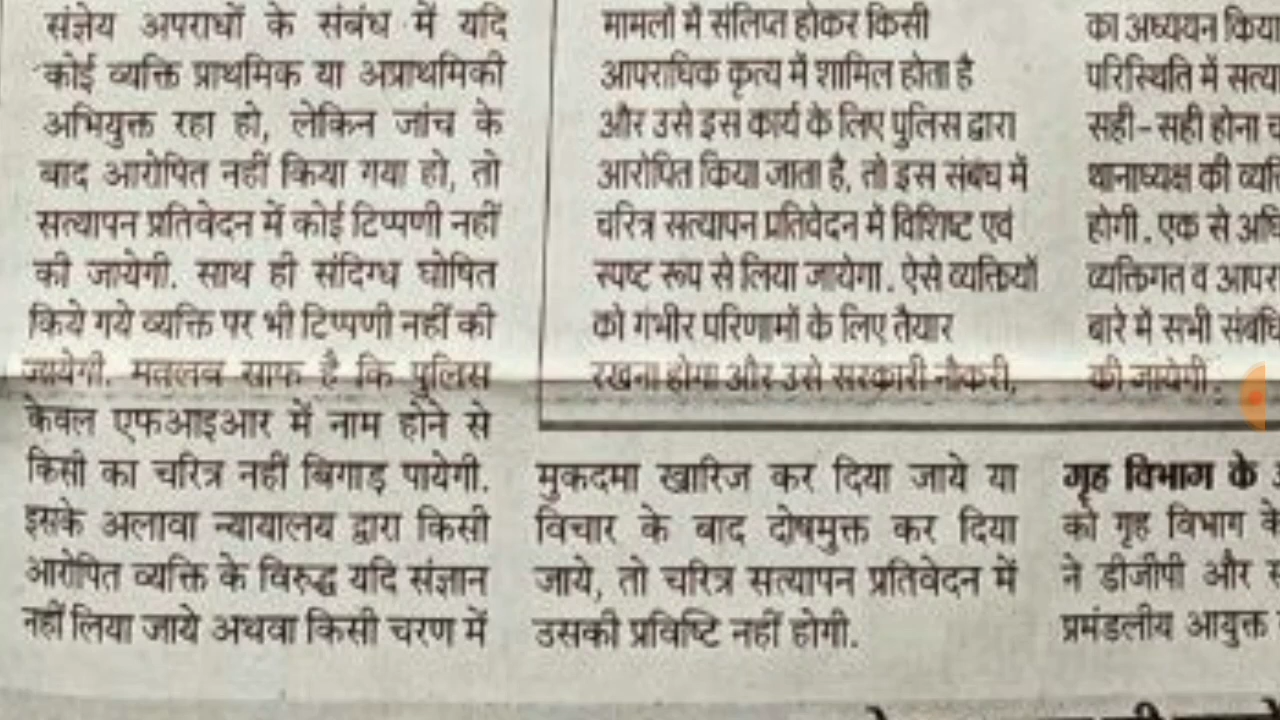 संज्ञेय अपराधों के संबंध में यदि
कोई व्यक्ति प्राथमिक या अप्राथमिकी
अभियुक्त रहा हो, लेकिन जांच के
बाद आरोपित नहीं किया गया हो, तो
सत्यापन प्रतिवेदन में कोई टिप्पणी नहीं
की जायेगी. साथ ही संदिग्ध घोषित
किये गये व्यक्ति पर भी टिप्पणी नहीं की
जायेगी. मतलब साफ है कि पुलिस
केवल एफआइआर में नाम होने से
किसी का चरित्र नहीं बिगाड़ पायेगी.
इसके अलावा न्यायालय द्वारा किसी
आरोपित व्यक्ति के विरुद्ध यदि संज्ञान
नहीं लिया जाये अथवा किसी चरण में
मामलों में संलिप्त होकर किसी
आपराधिक कृत्य में शामिल होता है
और उसे इस कार्य के लिए पुलिस द्वारा
आरोपित किया जाता है, तो इस संबंध में
चरित्र सत्यापन प्रतिवेदन में विशिष्ट एवं
स्पष्ट रूप से लिया जायेगा. ऐसे व्यक्तियों
को गंभीर परिणामों के लिए तैयार
रखना होगा और उसे सरकारी नौकरी,
मुकदमा खारिज कर दिया जाये या
विचार के बाद दोषमुक्त कर दिया
जाये, तो चरित्र सत्यापन प्रतिवेदन में
उसकी प्रविष्टि नहीं होगी.
का अध्ययन किया
परिस्थिति में
सही-सही होना
थानाध्यक्ष की
होगी. एक से
व्यक्तिगत व
बारे में सभी
की जायेगी.
गृह विभाग के
को गृह विभाग
ने डीजीपी और
प्रमंडलीय आयुक्त